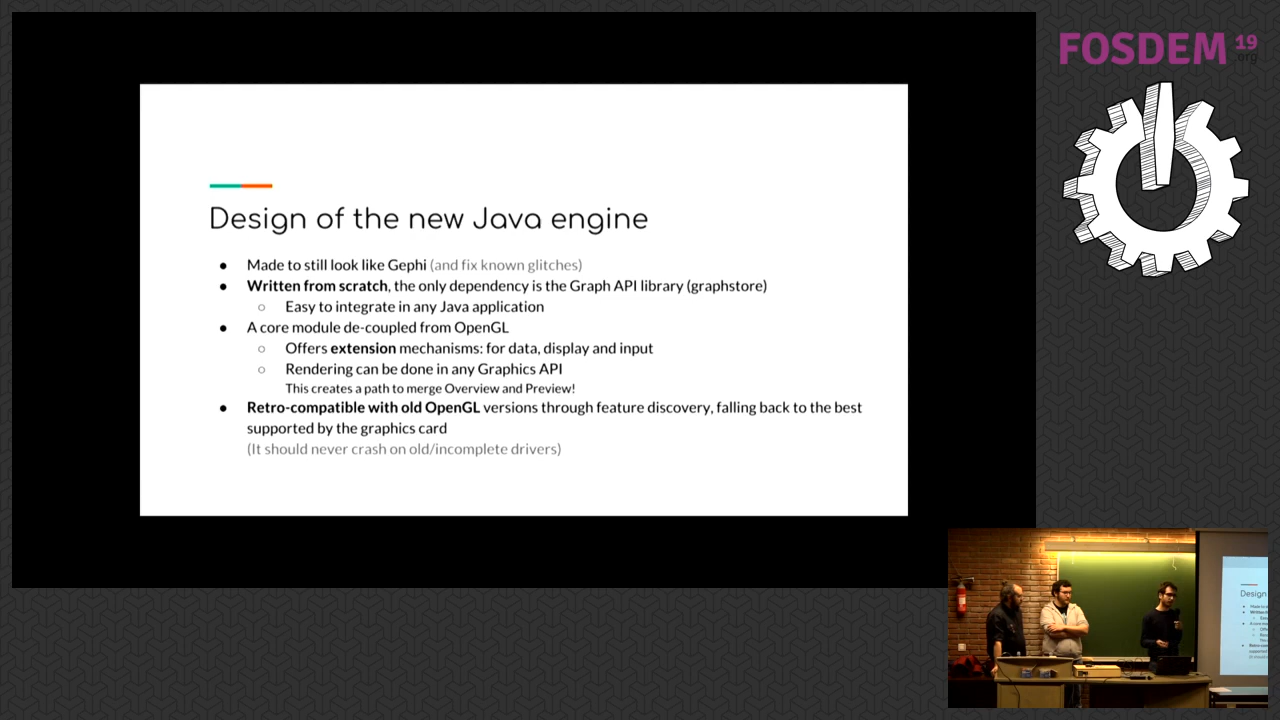 FOSDEM 19
.org
Design of the new Java engine
● Made to still look like Gephi (and fix known glitches)
● Written from scratch, the only dependency is the Graph API library (graphstore)
○ Easy to integrate in any Java application
● A core module de-coupled from OpenGL
○ Offers extension mechanisms: for data, display and input
○ Rendering can be done in any Graphics API
This creates a path to merge Overview and Preview!
● Retro-compatible with old OpenGL versions through feature discovery, falling back to the best
supported by the graphics card
(It should never crash on old/incomplete drivers)
Design